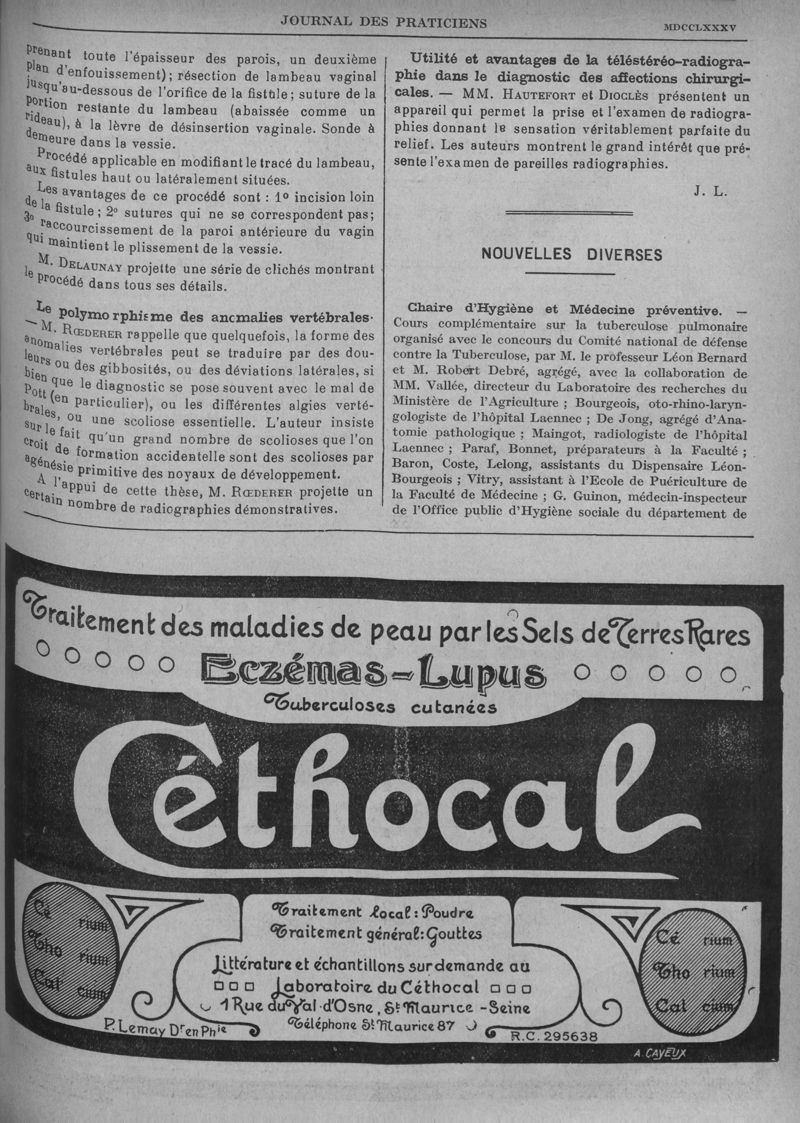 JOURNAL DES PRATICIENS
MDCCLXXXV
prenant toute l'épaisseur des parois, un deuxième
plan d'enfouissement) ; résection de lambeau vaginal
jusqu'au-dessous de l'orifice de la fistule ; suture de la
portion restante du lambeau (abaissée comme un
rideau), à la lèvre de désinsertion vaginale. Sonde à
demeure dans la vessie.
Procédé applicable en modifiant le tracé du lambeau,
aux fistules haut ou latéralement situées.
Les avantages de ce procédé sont : 1º incision loin
de la fistule ; 2º sutures qui ne se correspondent pas ;
3º raccourcissement de la paroi antérieure du vagin
qui maintient le plissement de la vessie.
M. DELAUNAY projette une série de clichés montrant
le procédé dans tous ses détails.
Le polymorphisme des ancmalies vertébrales.
— M. RŒDERER rappelle que quelquefois, la forme des
anomalies vertébrales peut se traduire par des dou-
leurs ou des gibbosités, ou des déviations latérales, si
bien que le diagnostic se pose souvent avec le mal de
Pott (en particulier), ou les différentes algies verté-
brales, ou une scoliose essentielle. L'auteur insiste
sur le fait qu'un grand nombre de scolioses que l'on
croit de formation accidentelle sont des scolioses par
agénésie primitive des noyaux de développement.
A l'appui de cette thèse, M. RŒDERER projette un
certain nombre de radiographies démonstratives.
Utilité et avantages de la téléstéréo-radiogra-
phie dans le diagnostic des affections chirurgi-
cales. — MM. HAUTEFORT et DIOCLÈS présentent un
appareil qui permet la prise et l'examen de radiogra-
phies donnant la sensation véritablement parfaite du
relief. Les auteurs montrent le grand intérêt que pré-
sente l'examen de pareilles radiographies.
J. L.
NOUVELLES DIVERSES
Chaire d'Hygiène et Médecine préventive. —
Cours complémentaire sur la tuberculose pulmonaire
organisé avec le concours du Comité national de défense
contre la Tuberculose, par M. le professeur Léon Bernard
et M. Robert Debré, agrégé, avec la collaboration de
MM. Vallée, directeur du Laboratoire des recherches du
Ministère de l'Agriculture ; Bourgeois, oto-rhino-laryn-
gologiste de l'hôpital Laennec ; De Jong, agrégé d'Ana-
tomie pathologique ; Maingot, radiologiste de l'hôpital
Laennec ; Paraf, Bonnet, préparateurs à la Faculté ;
Baron, Coste, Lelong, assistants du Dispensaire Léon-
Bourgeois ; Vitry, assistant à l'Ecole de Puériculture de
la Faculté de Médecine ; G. Guinon, médecin-inspecteur
de l'Office public d'Hygiène sociale du département de
Traitement des maladies de peau par les Sels de Terres Rares
Eczémas - Lupus
Tuberculoses cutanées
Céthocal
Cé rium
Tho rium
Cal cium
Traitement local : Poudre
Traitement général : Gouttes
Littérature et échantillons sur demande au
Laboratoire du Céthocal
1 Rue du Val-d'Osne, St Maurice - Seine
Téléphone St Maurice 87
Cé rium
Tho rium
Cal cium
P. Lemay Dr en Phie
R.C. 295638
A. CAYEUX